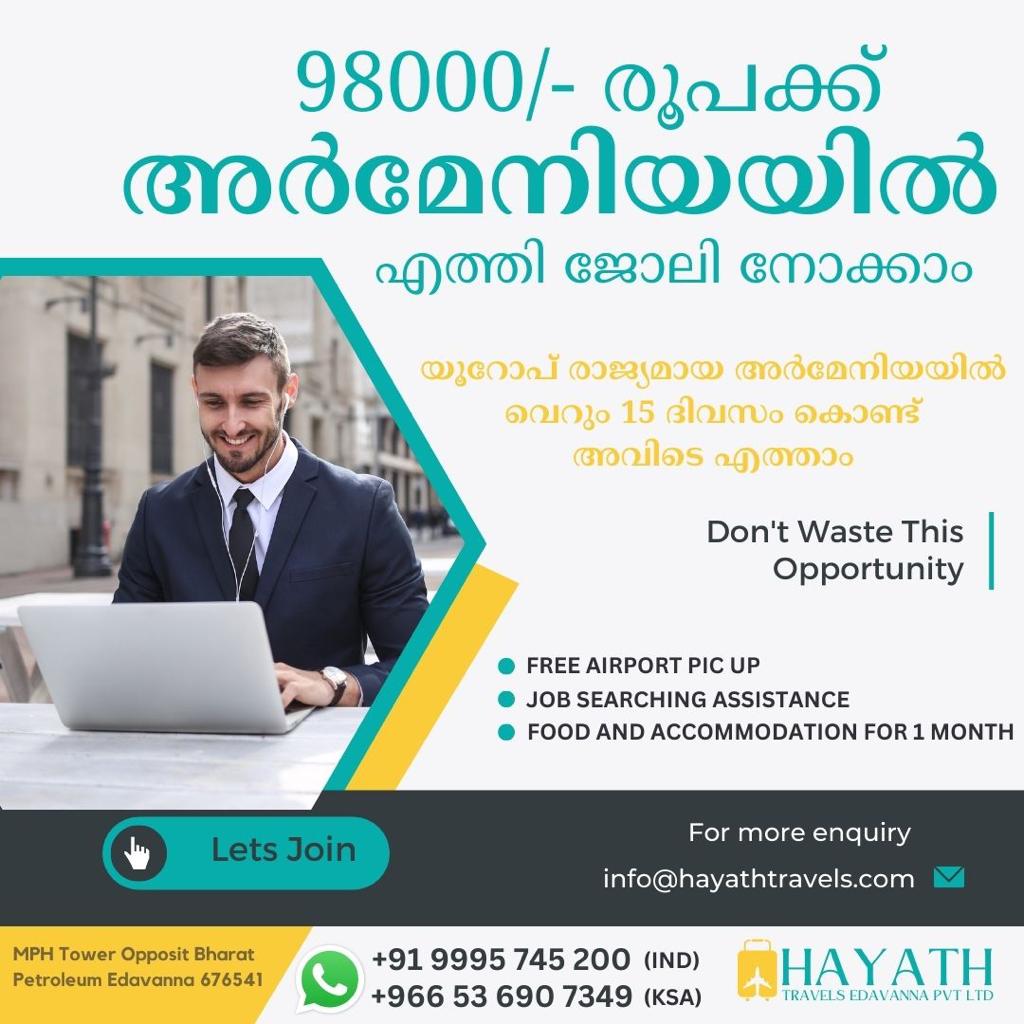 98000/- രൂപക്ക്
അർമേനിയയിൽ
എത്തി ജോലി നോക്കാം
യൂറോപ് രാജ്യമായ അർമേനിയയിൽ
വെറും 15 ദിവസം കൊണ്ട്
അവിടെ എത്താം
Don't Waste This
Opportunity
FREE AIRPORT PIC UP
JOB SEARCHING ASSISTANCE
FOOD AND ACCOMMODATION FOR 1 MONTH
Lets Join
For more enquiry
info@hayathtravels.com
MPH Tower Opposit Bharat
Petroleum Edavanna 676541
+91 9995 745 200 (IND)
+966 53 690 7349 (KSA)
HAYATH
TRAVELS EDAVANNA PVT LTD